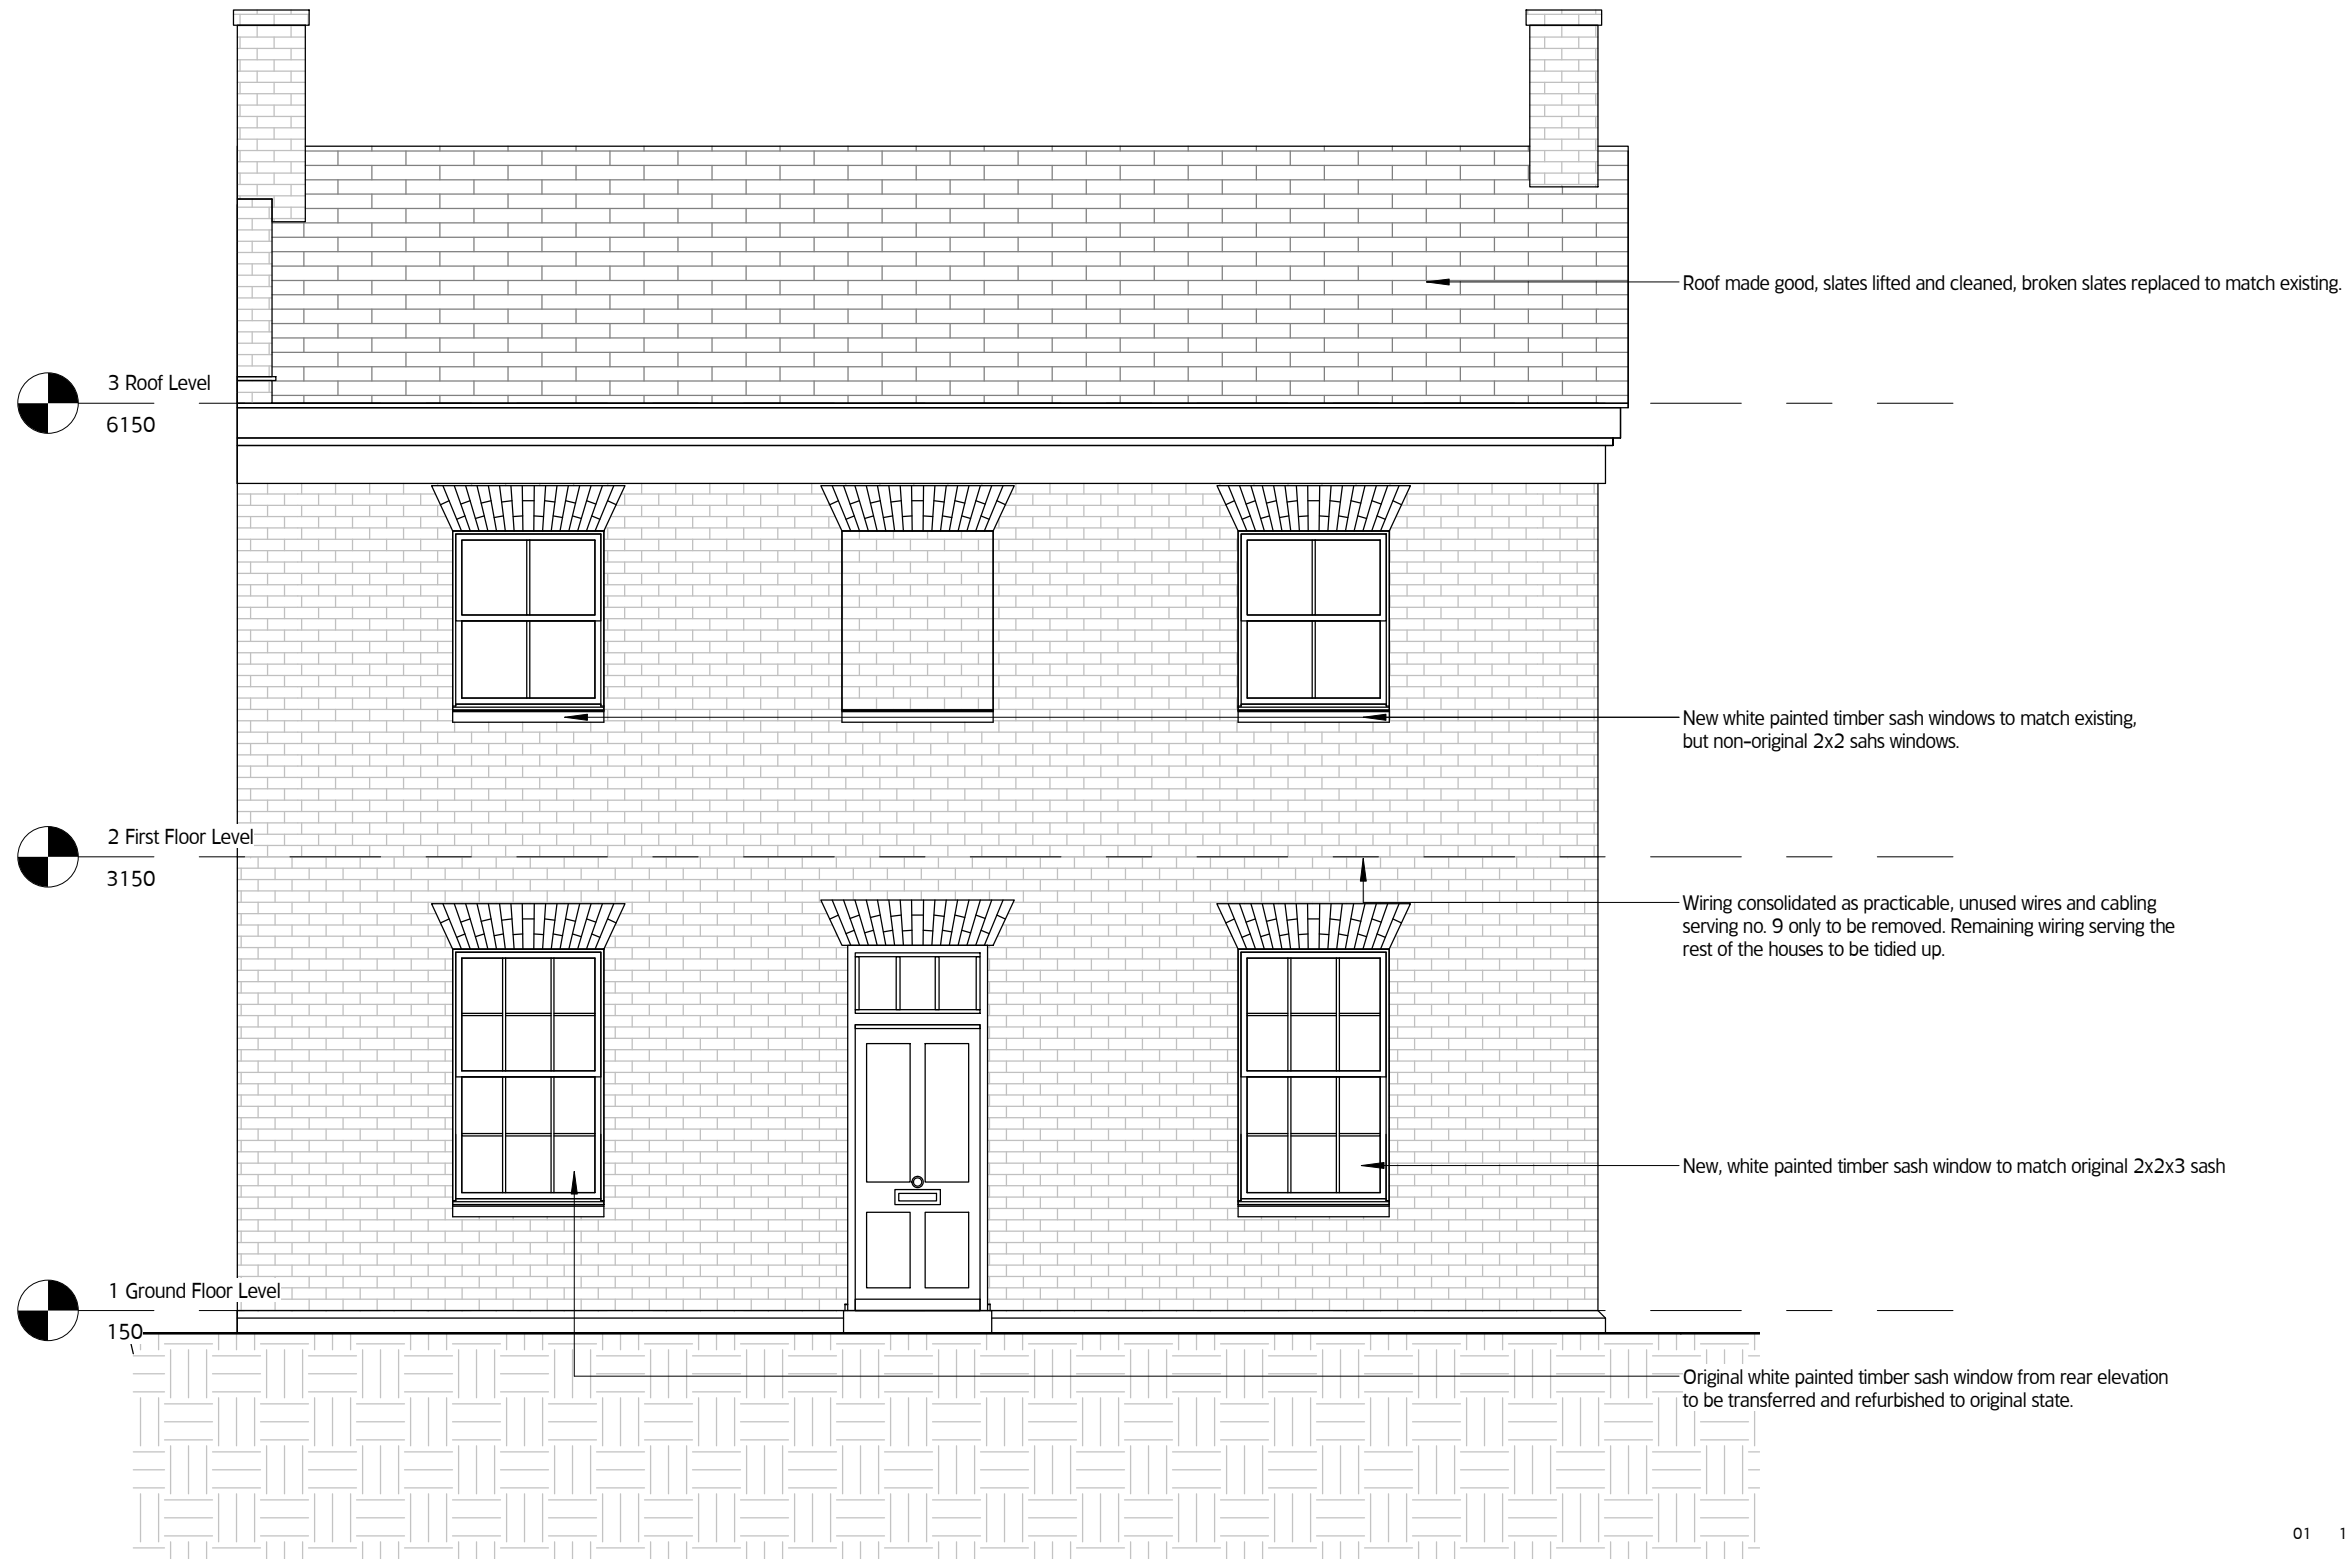 Roof made good, slates lifted and cleaned, broken slates replaced to match existing.
3 Roof Level
6150
New white painted timber sash windows to match existing,
but non-original 2x2 sahs windows.
2 First Floor Level
3150
Wiring consolidated as practicable, unused wires and cabling
serving no. 9 only to be removed. Remaining wiring serving the
rest of the houses to be tidied up.
New, white painted timber sash window to match original 2x2x3 sash
1 Ground Floor Level
150
Original white painted timber sash window from rear elevation
to be transferred and refurbished to original state.
01 1